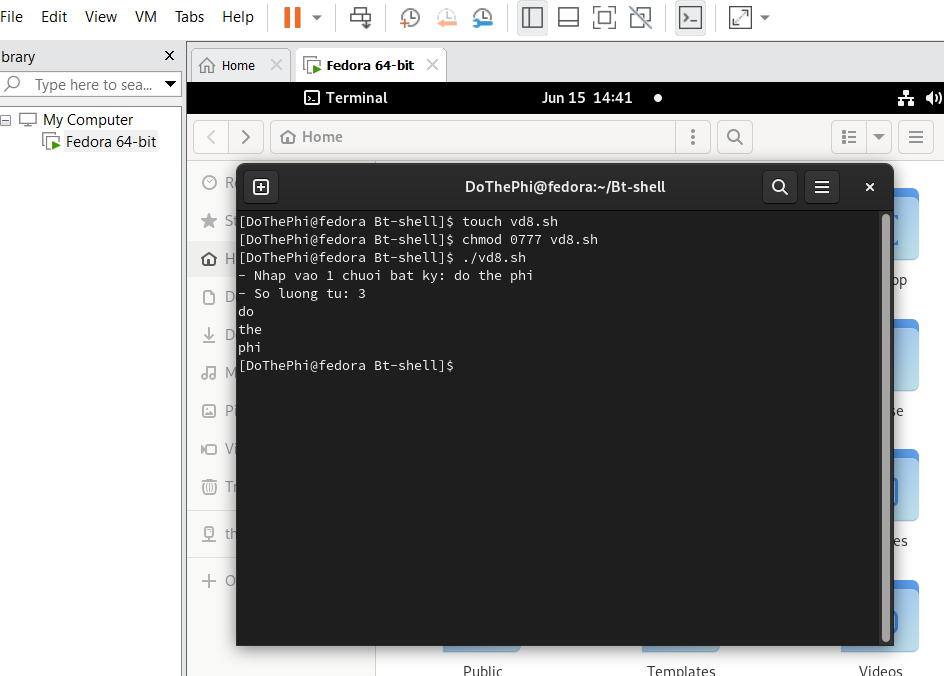 File Edit View VM Tabs Help
brary
Type here to sea...
My Computer
Fedora 64-bit
Home
Fedora 64-bit
Terminal
Jun 15 14:41
Home
DoThePhi@fedora:~/Bt-shell
[DoThePhi@fedora Bt-shell]$ touch vd8.sh
[DoThePhi@fedora Bt-shell]$ chmod 0777 vd8.sh
[DoThePhi@fedora Bt-shell]$ ./vd8.sh
- Nhap vao 1 chuoi bat ky: do the phi
- So luong tu: 3
do
the
phi
[DoThePhi@fedora Bt-shell]$
Public
Templates
Videos